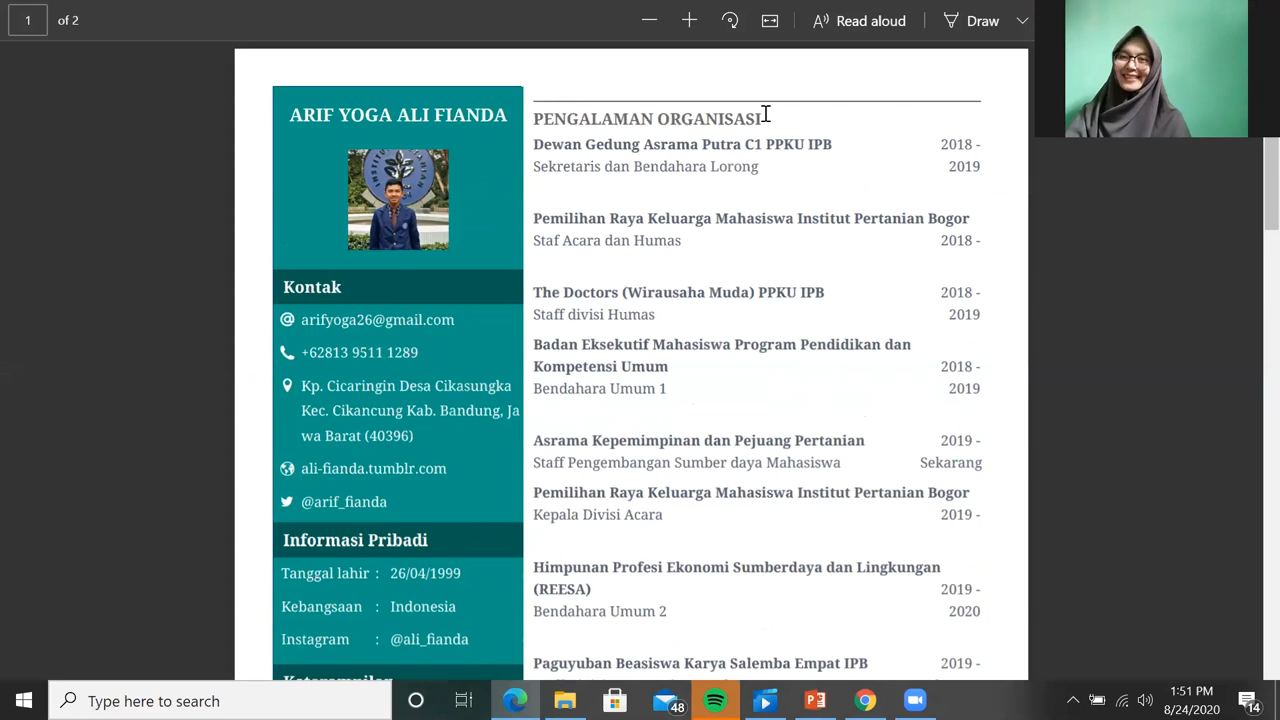 1 of 2
Read aloud
Draw
ARIF YOGA ALI FIANDA
Kontak
arifyoga26@gmail.com
+62813 9511 1289
Kp. Cicaringin Desa Cikasungka
Kec. Cikancung Kab. Bandung, Ja
wa Barat (40396)
ali-fianda.tumblr.com
@arif_fianda
Informasi Pribadi
Tanggal lahir : 26/04/1999
Kebangsaan : Indonesia
Instagram : @ali_fianda
PENGALAMAN ORGANISASI
Dewan Gedung Asrama Putra C1 PPKU IPB 2018 -
Sekretaris dan Bendahara Lorong 2019
Pemilihan Raya Keluarga Mahasiswa Institut Pertanian Bogor
Staf Acara dan Humas 2018 -
The Doctors (Wirausaha Muda) PPKU IPB 2018 -
Staff divisi Humas 2019
Badan Eksekutif Mahasiswa Program Pendidikan dan
Kompetensi Umum 2018 -
Bendahara Umum 1 2019
Asrama Kepemimpinan dan Pejuang Pertanian 2019 -
Staff Pengembangan Sumber daya Mahasiswa Sekarang
Pemilihan Raya Keluarga Mahasiswa Institut Pertanian Bogor
Kepala Divisi Acara 2019 -
Himpunan Profesi Ekonomi Sumberdaya dan Lingkungan
(REESA) 2019 -
Bendahara Umum 2 2020
Paguyuban Beasiswa Karya Salemba Empat IPB 2019 -
Type here to search
48
1:51 PM
8/24/2020
14